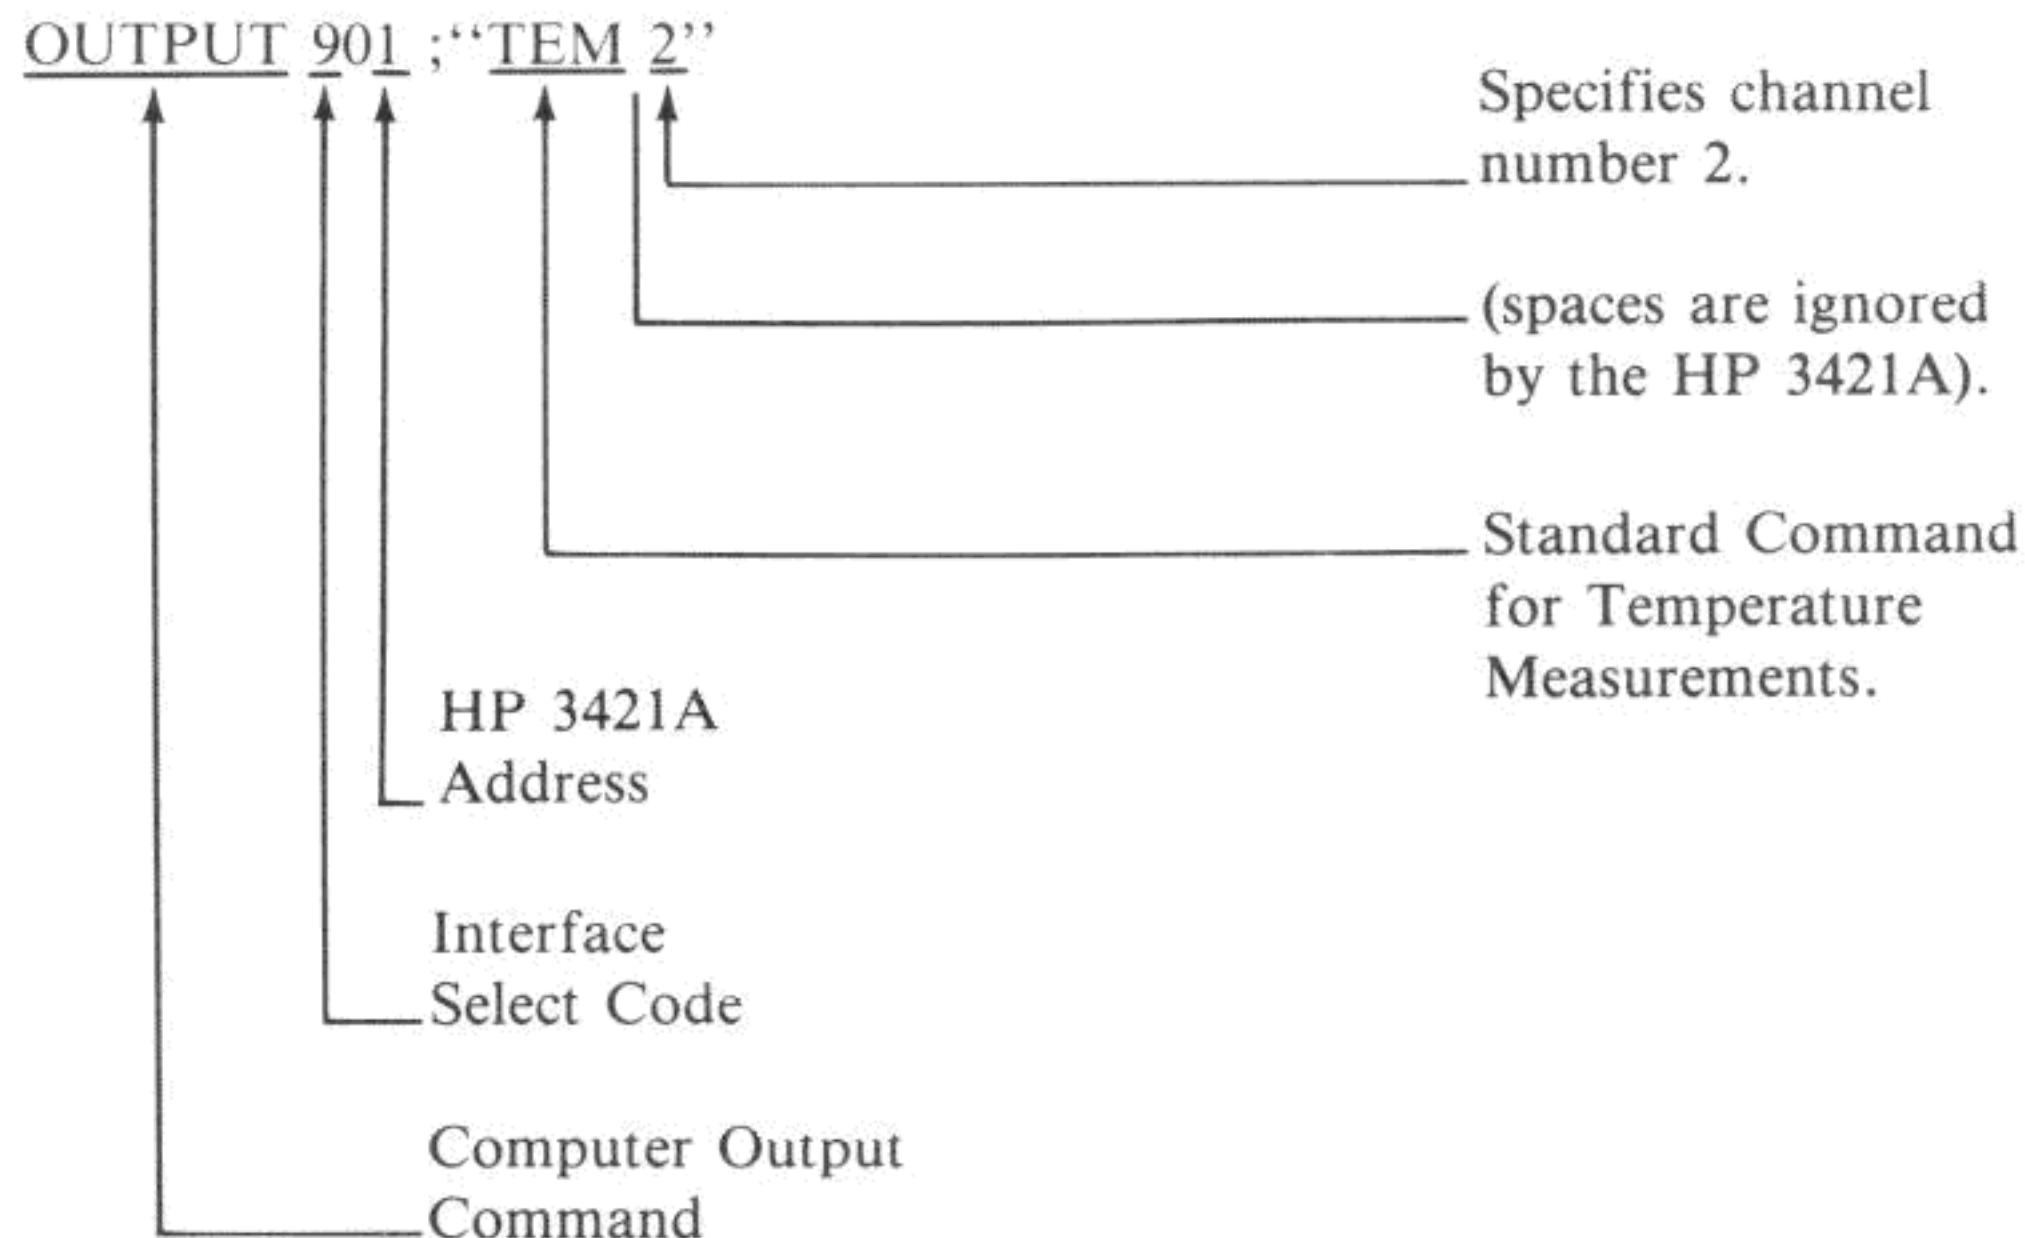 OUTPUT 901 ;“TEM 2”
Specifies channel
number 2.
(spaces are ignored
by the HP 3421A).
Standard Command
for Temperature
Measurements.
HP 3421A
Address
Interface
Select Code
Computer Output
Command